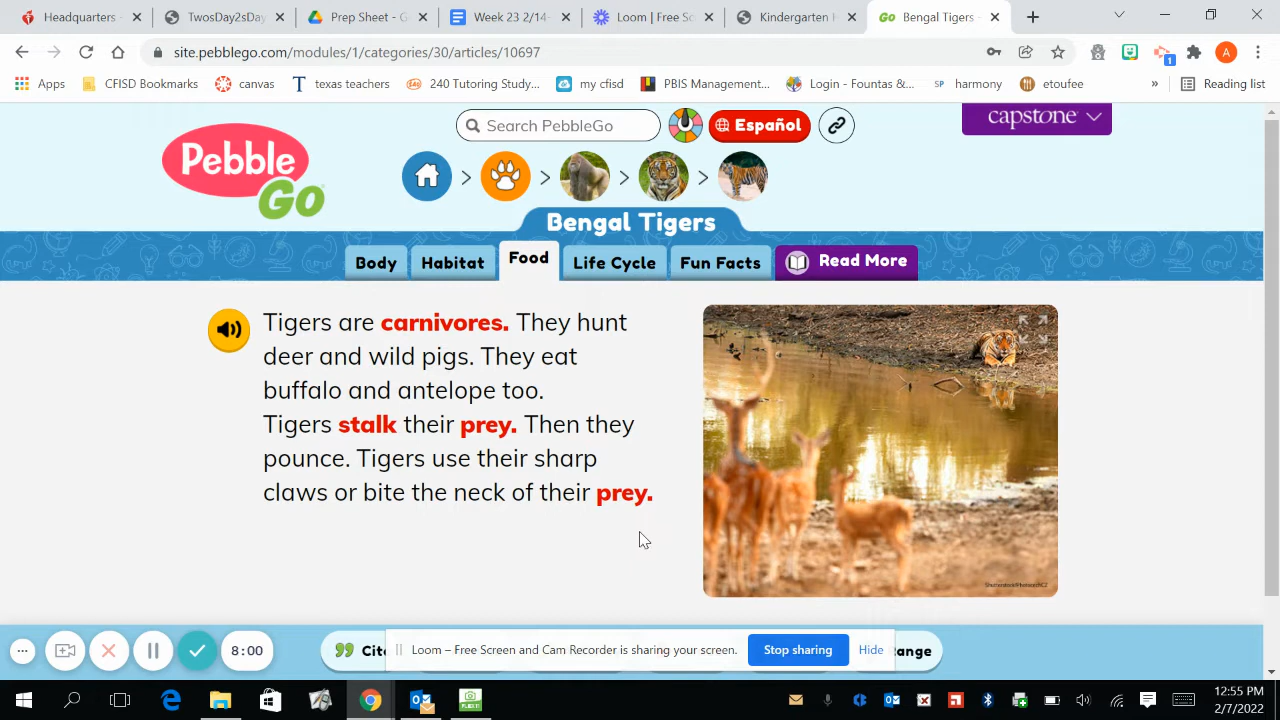 Headquarters -
TwosDay2sDay
Prep Sheet - G
Week 23 2/14-
Loom | Free Sc
Kindergarten
Bengal Tigers -
site.pebblego.com/modules/1/categories/30/articles/10697
A
1
Apps
CFISD Bookmarks
canvas
texas teachers
240 Tutoring Study...
my cfisd
PBIS Management...
Login - Fountas &...
SP harmony
etoufee
»
Reading list
Pebble
Go
Search PebbleGo
Español
capstone
Bengal Tigers
Body
Habitat
Food
Life Cycle
Fun Facts
Read More
Tigers are carnivores. They hunt
deer and wild pigs. They eat
buffalo and antelope too.
Tigers stalk their prey. Then they
pounce. Tigers use their sharp
claws or bite the neck of their prey.
8:00
Loom – Free Screen and Cam Recorder is sharing your screen.
Stop sharing
Hide
12:55 PM
2/7/2022